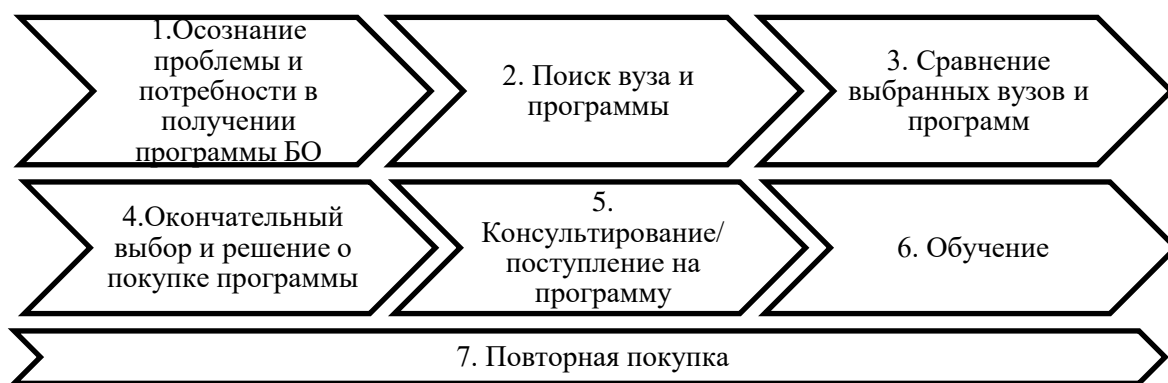 1.Осознание
проблемы и
потребности в
получении
программы БО
2. Поиск вуза и
программы
3. Сравнение
выбранных вузов и
программ
4.Окончательный
выбор и решение о
покупке программы
5.
Консультирование/
поступление на
программу
6. Обучение
7. Повторная покупка